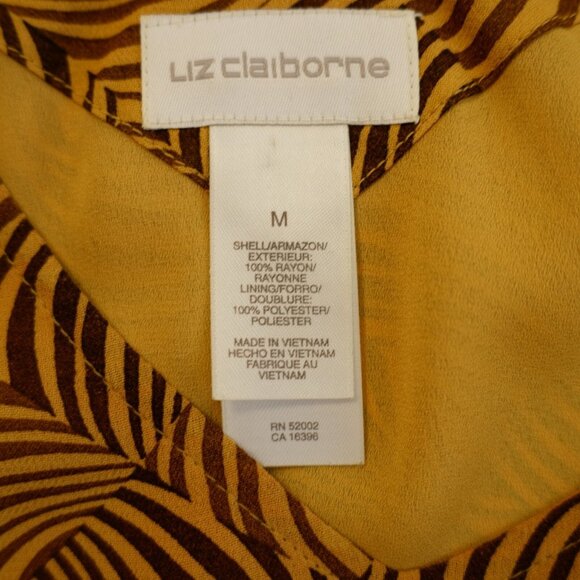 Liz claiborne
M
SHELL/ARMAZON/
EXTERIEUR:
100% RAYON/
RAYONNE
LINING/FORRO/
DOUBLURE:
100% POLYESTER/
POLIESTER
MADE IN VIETNAM
HECHO EN VIETNAM
FABRIQUE AU
VIETNAM
RN 52002
CA 16396